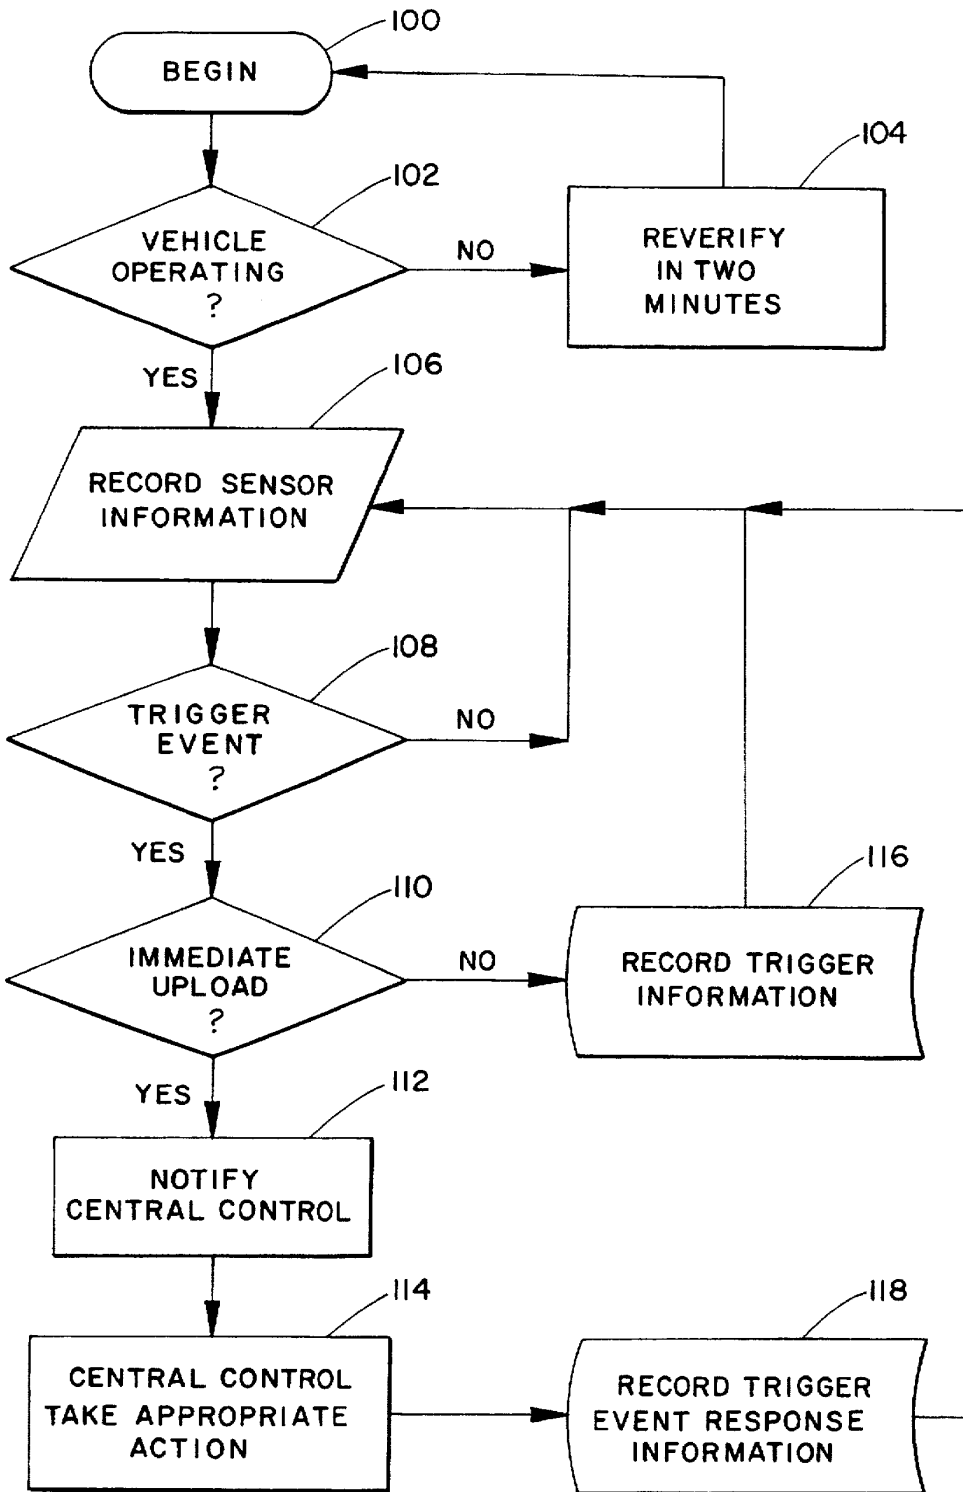 100
BEGIN
102
104
VEHICLE
OPERATING
?
NO
REVERIFY
IN TWO
MINUTES
YES
106
RECORD SENSOR
INFORMATION
108
TRIGGER
EVENT
?
NO
YES
110
116
IMMEDIATE
UPLOAD
?
NO
RECORD TRIGGER
INFORMATION
YES
112
NOTIFY
CENTRAL CONTROL
114
118
CENTRAL CONTROL
TAKE APPROPRIATE
ACTION
RECORD TRIGGER
EVENT RESPONSE
INFORMATION